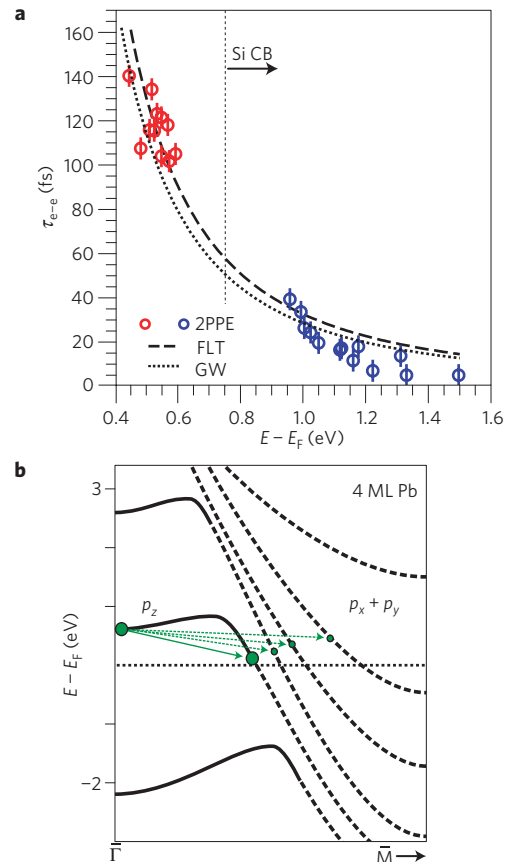 a
160
140
120
100
80
60
40
20
0
τe–e (fs)
Si CB
2PPE
FLT
GW
0.4 0.6 0.8 1.0 1.2 1.4 1.6
E – EF (eV)
b
3
4 ML Pb
pz
px + py
E – EF (eV)
–2
Γ̄
M̄